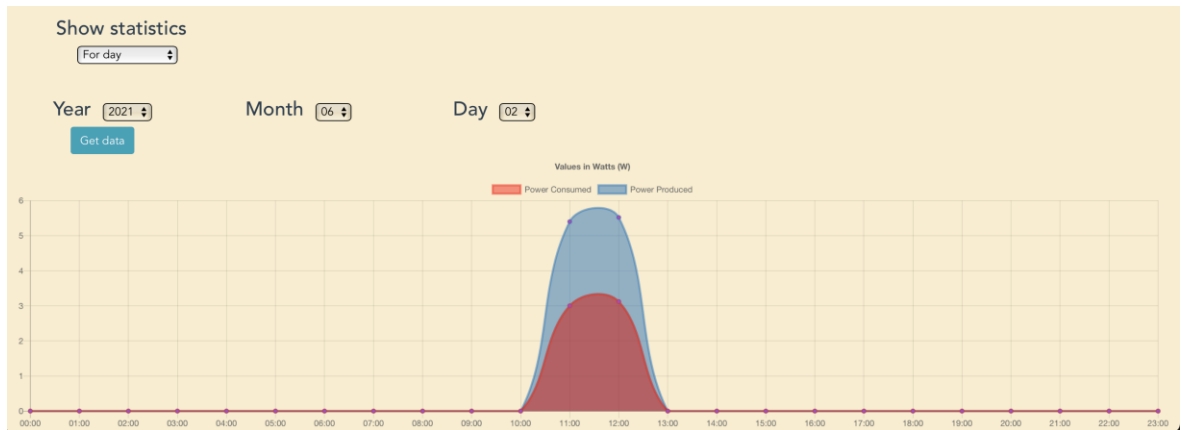 Show statistics
For day
Year 2021 Month 06 Day 02
Get data
Values in Watts (W)
Power Consumed Power Produced
6
5
4
3
2
1
0
00:00 01:00 02:00 03:00 04:00 05:00 06:00 07:00 08:00 09:00 10:00 11:00 12:00 13:00 14:00 15:00 16:00 17:00 18:00 19:00 20:00 21:00 22:00 23:00